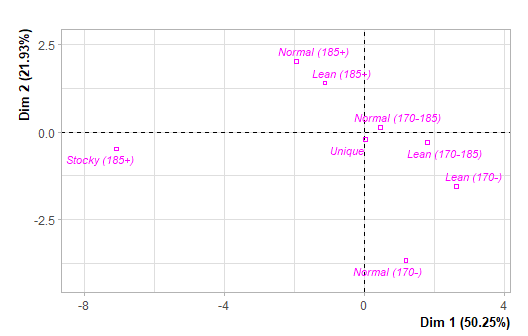 Dim 2 (21.93%)
2.5
0.0
-2.5
Normal (185+)
Lean (185+)
Normal (170-185)
Unique
Lean (170-185)
Stocky (185+)
Lean (170-)
Normal (170-)
-8
-4
0
4
Dim 1 (50.25%)